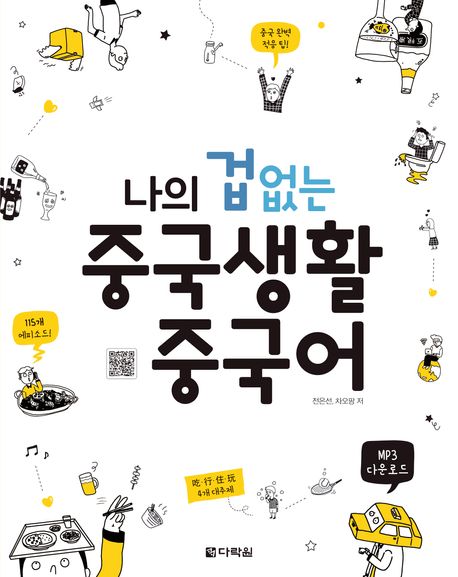 중국 완벽
적응 팁!
나의 겁 없는
중국생활
중국어
115개
에피소드!
전은선, 차오팡 저
MP3
다운로드
吃·行·住·玩
4개 대주제
다락원